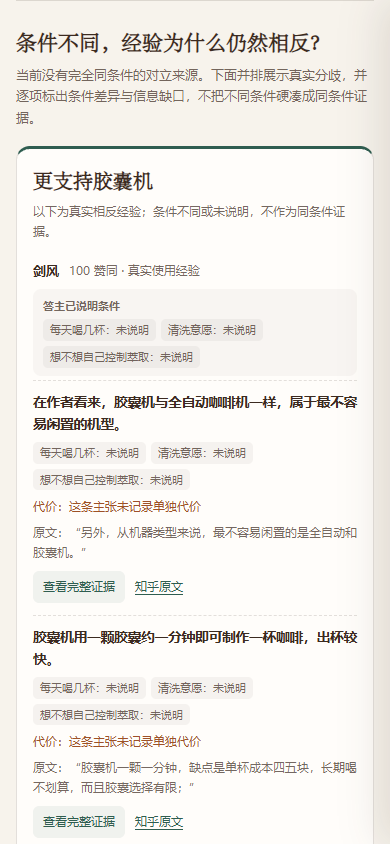 条件不同，经验为什么仍然相反？
当前没有完全同条件的对立来源。下面并排展示真实分歧，并
逐项标出条件差异与信息缺口，不把不同条件硬凑成同条件证
据。
更支持胶囊机
以下为真实相反经验；条件不同或未说明，不作为同条件证
据。
剑风 100 赞同 · 真实使用经验
答主已说明条件
每天喝几杯：未说明 清洗意愿：未说明
想不想自己控制萃取：未说明
在作者看来，胶囊机与全自动咖啡机一样，属于最不容
易闲置的机型。
每天喝几杯：未说明 清洗意愿：未说明
想不想自己控制萃取：未说明
代价：这条主张未记录单独代价
原文：“另外，从机器类型来说，最不容易闲置的是全自动和
胶囊机。”
查看完整证据 知乎原文
胶囊机用一颗胶囊约一分钟即可制作一杯咖啡，出杯较
快。
每天喝几杯：未说明 清洗意愿：未说明
想不想自己控制萃取：未说明
代价：这条主张未记录单独代价
原文：“胶囊机一颗一分钟，缺点是单杯成本四五块，长期喝
不划算，而且胶囊选择有限；”
查看完整证据 知乎原文